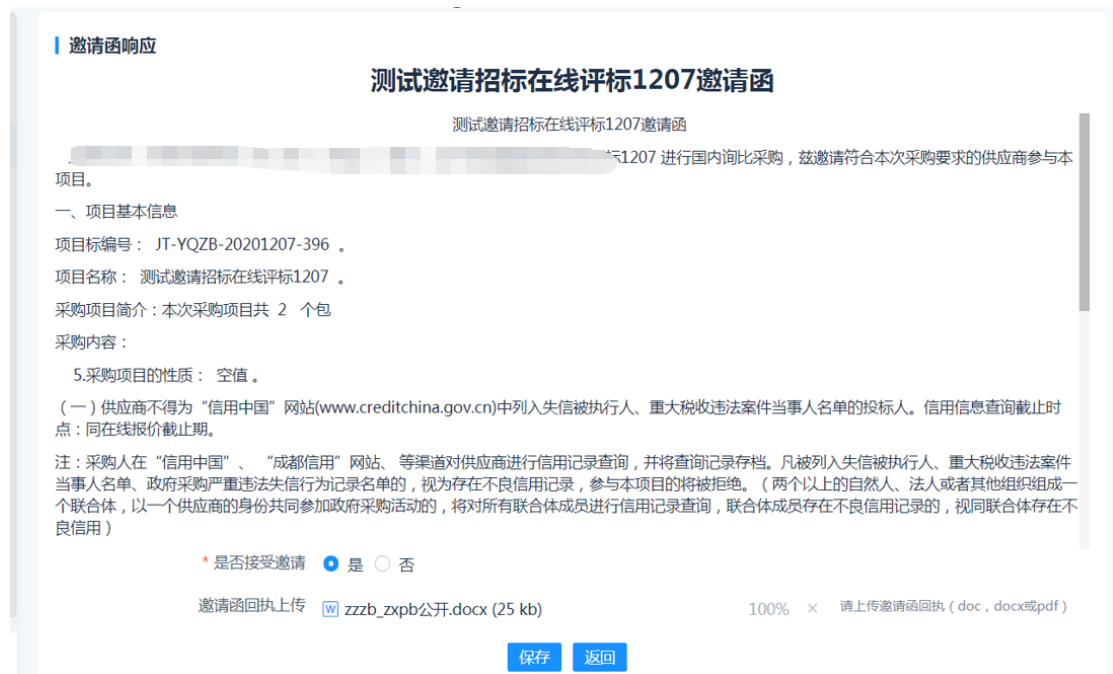 邀请函响应
测试邀请招标在线评标1207邀请函
测试邀请招标在线评标1207邀请函
1207 进行国内询比采购，兹邀请符合本次采购要求的供应商参与本
项目。
一、项目基本信息
项目标编号： JT-YQZB-20201207-396 。
项目名称： 测试邀请招标在线评标1207 。
采购项目简介：本次采购项目共 2 个包
采购内容：
5.采购项目的性质： 空值 。
（一）供应商不得为“信用中国”网站(www.creditchina.gov.cn)中列入失信被执行人、重大税收违法案件当事人名单的投标人。信用信息查询截止时
点：同在线报价截止期。
注：采购人在“信用中国”、 “成都信用”网站、 等渠道对供应商进行信用记录查询，并将查询记录存档。凡被列入失信被执行人、重大税收违法案件
当事人名单、政府采购严重违法失信行为记录名单的，视为存在不良信用记录，参与本项目的将被拒绝。（两个以上的自然人、法人或者其他组织组成一
个联合体，以一个供应商的身份共同参加政府采购活动的，将对所有联合体成员进行信用记录查询，联合体成员存在不良信用记录的，视同联合体存在不
良信用）
* 是否接受邀请 是 否
邀请函回执上传 zzzb_zxpb公开.docx (25 kb) 100% × 请上传邀请函回执（doc，docx或pdf）
保存 返回